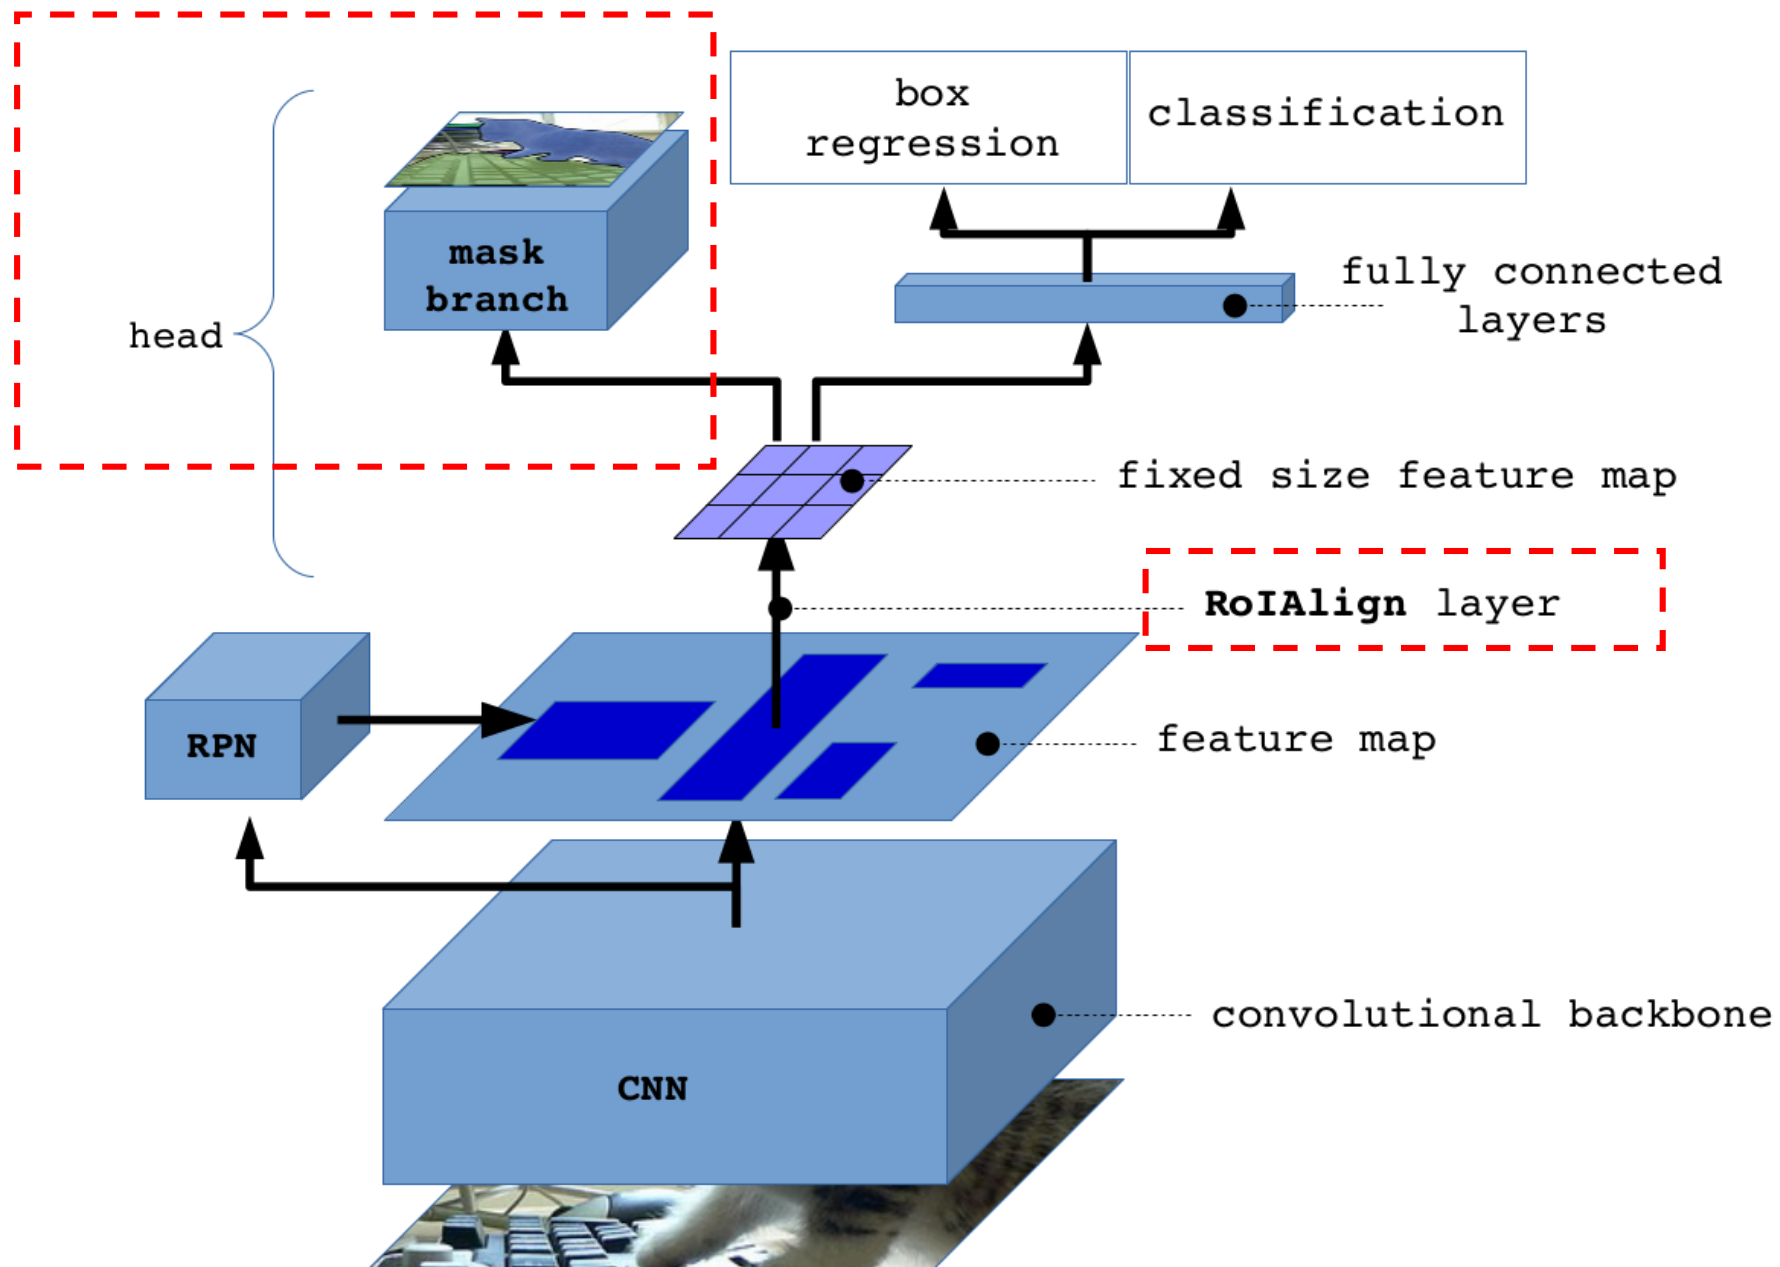 box
regression
classification
mask
branch
fully connected
layers
head
fixed size feature map
RoIAlign layer
RPN
feature map
convolutional backbone
CNN